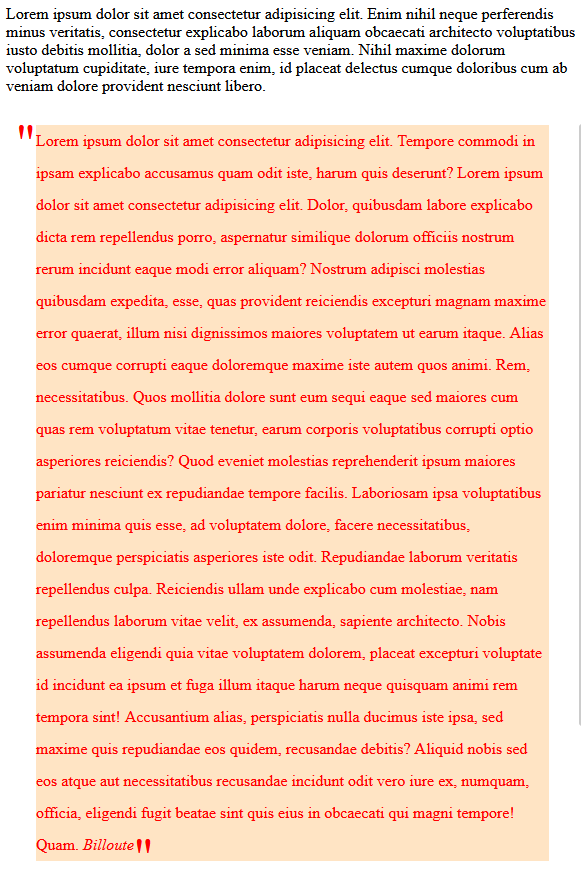 Lorem ipsum dolor sit amet consectetur adipisicing elit. Enim nihil neque perferendis
minus veritatis, consectetur explicabo laborum aliquam obcaecati architecto voluptatibus
iusto debitis mollitia, dolor a sed minima esse veniam. Nihil maxime dolorum
voluptatum cupiditate, iure tempora enim, id placeat delectus cumque doloribus cum ab
veniam dolore provident nesciunt libero.
"Lorem ipsum dolor sit amet consectetur adipisicing elit. Tempore commodi in
ipsam explicabo accusamus quam odit iste, harum quis deserunt? Lorem ipsum
dolor sit amet consectetur adipisicing elit. Dolor, quibusdam labore explicabo
dicta rem repellendus porro, aspernatur similique dolorum officiis nostrum
rerum incidunt eaque modi error aliquam? Nostrum adipisci molestias
quibusdam expedita, esse, quas provident reiciendis excepturi magnam maxime
error quaerat, illum nisi dignissimos maiores voluptatem ut earum itaque. Alias
eos cumque corrupti eaque doloremque maxime iste autem quos animi. Rem,
necessitatibus. Quos mollitia dolore sunt eum sequi eaque sed maiores cum
quas rem voluptatum vitae tenetur, earum corporis voluptatibus corrupti optio
asperiores reiciendis? Quod eveniet molestias reprehenderit ipsum maiores
pariatur nesciunt ex repudiandae tempore facilis. Laboriosam ipsa voluptatibus
enim minima quis esse, ad voluptatem dolore, facere necessitatibus,
doloremque perspiciatis asperiores iste odit. Repudiandae laborum veritatis
repellendus culpa. Reiciendis ullam unde explicabo cum molestiae, nam
repellendus laborum vitae velit, ex assumenda, sapiente architecto. Nobis
assumenda eligendi quia vitae voluptatem dolorem, placeat excepturi voluptate
id incidunt ea ipsum et fuga illum itaque harum neque quisquam animi rem
tempora sint! Accusantium alias, perspiciatis nulla ducimus iste ipsa, sed
maxime quis repudiandae eos quidem, recusandae debitis? Aliquid nobis sed
eos atque aut necessitatibus recusandae incidunt odit vero iure ex, numquam,
officia, eligendi fugit beatae sint quis eius in obcaecati qui magni tempore!
Quam. Billoute"